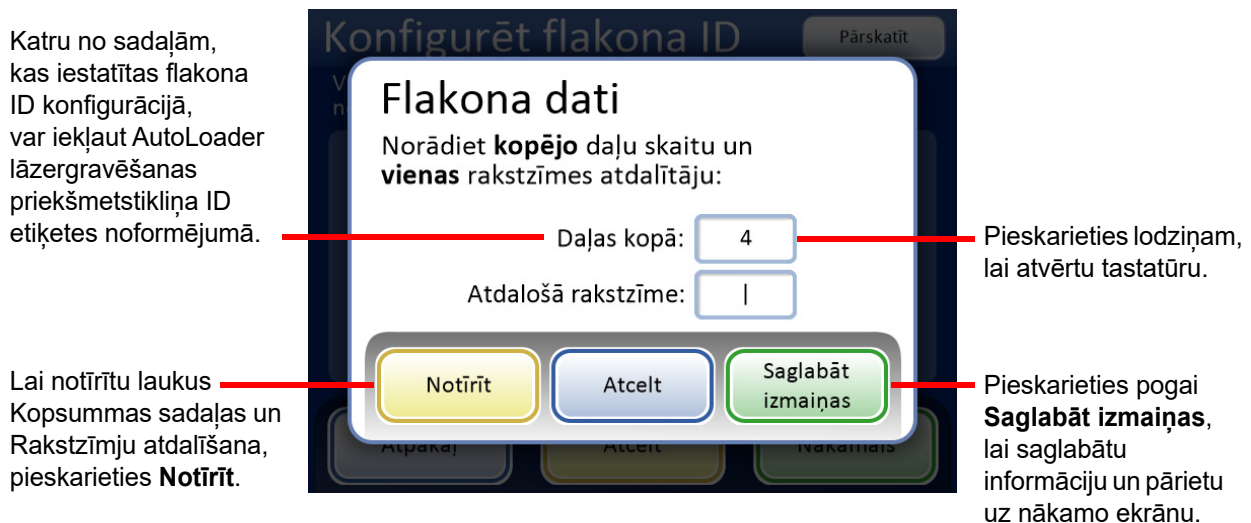 Katru no sadaļām,
kas iestatītas flakona
ID konfigurācijā,
var iekļaut AutoLoader
lāzergravēšanas
priekšmetstikliņa ID
etiķetes noformējumā.
Lai notīrītu laukus
Kopsummas sadaļas un
Rakstzīmju atdalīšana,
pieskarieties Notīrīt.
Konfigurēt flakona ID
Pārskatīt
Flakona dati
Norādiet kopējo daļu skaitu un
vienas rakstzīmes atdalītāju:
Daļas kopā: 4
Atdalošā rakstzīme: |
Notīrīt
Atcelt
Saglabāt
izmaiņas
Atpakaļ
Atcelt
Nākamais
Pieskarieties lodziņam,
lai atvērtu tastatūru.
Pieskarieties pogai
Saglabāt izmaiņas,
lai saglabātu
informāciju un pārietu
uz nākamo ekrānu.